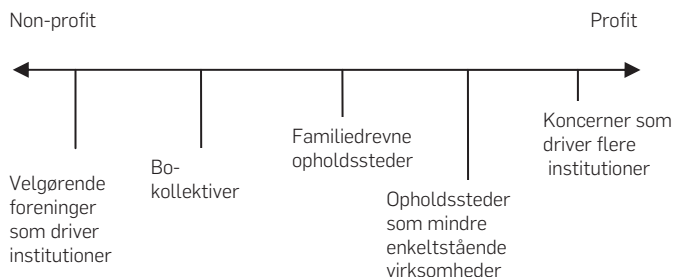 Non-profit
Profit
Velgørende
foreninger
som driver
institutioner
Bo-
kollektiver
Familiedrevne
opholdssteder
Opholdssteder
som mindre
enkeltstående
virksomheder
Koncerner som
driver flere
institutioner